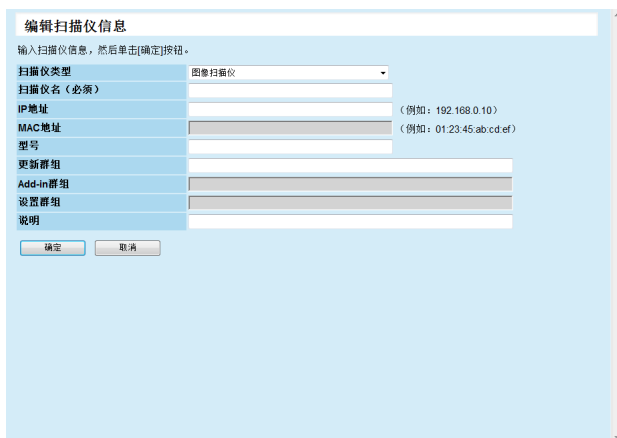 编辑扫描仪信息
输入扫描仪信息，然后单击[确定]按钮。
扫描仪类型 图像扫描仪
扫描仪名（必须）
IP地址 （例如：192.168.0.10）
MAC地址 （例如：01:23:45:ab:cd:ef）
型号
更新群组
Add-in群组
设置群组
说明
确定 取消